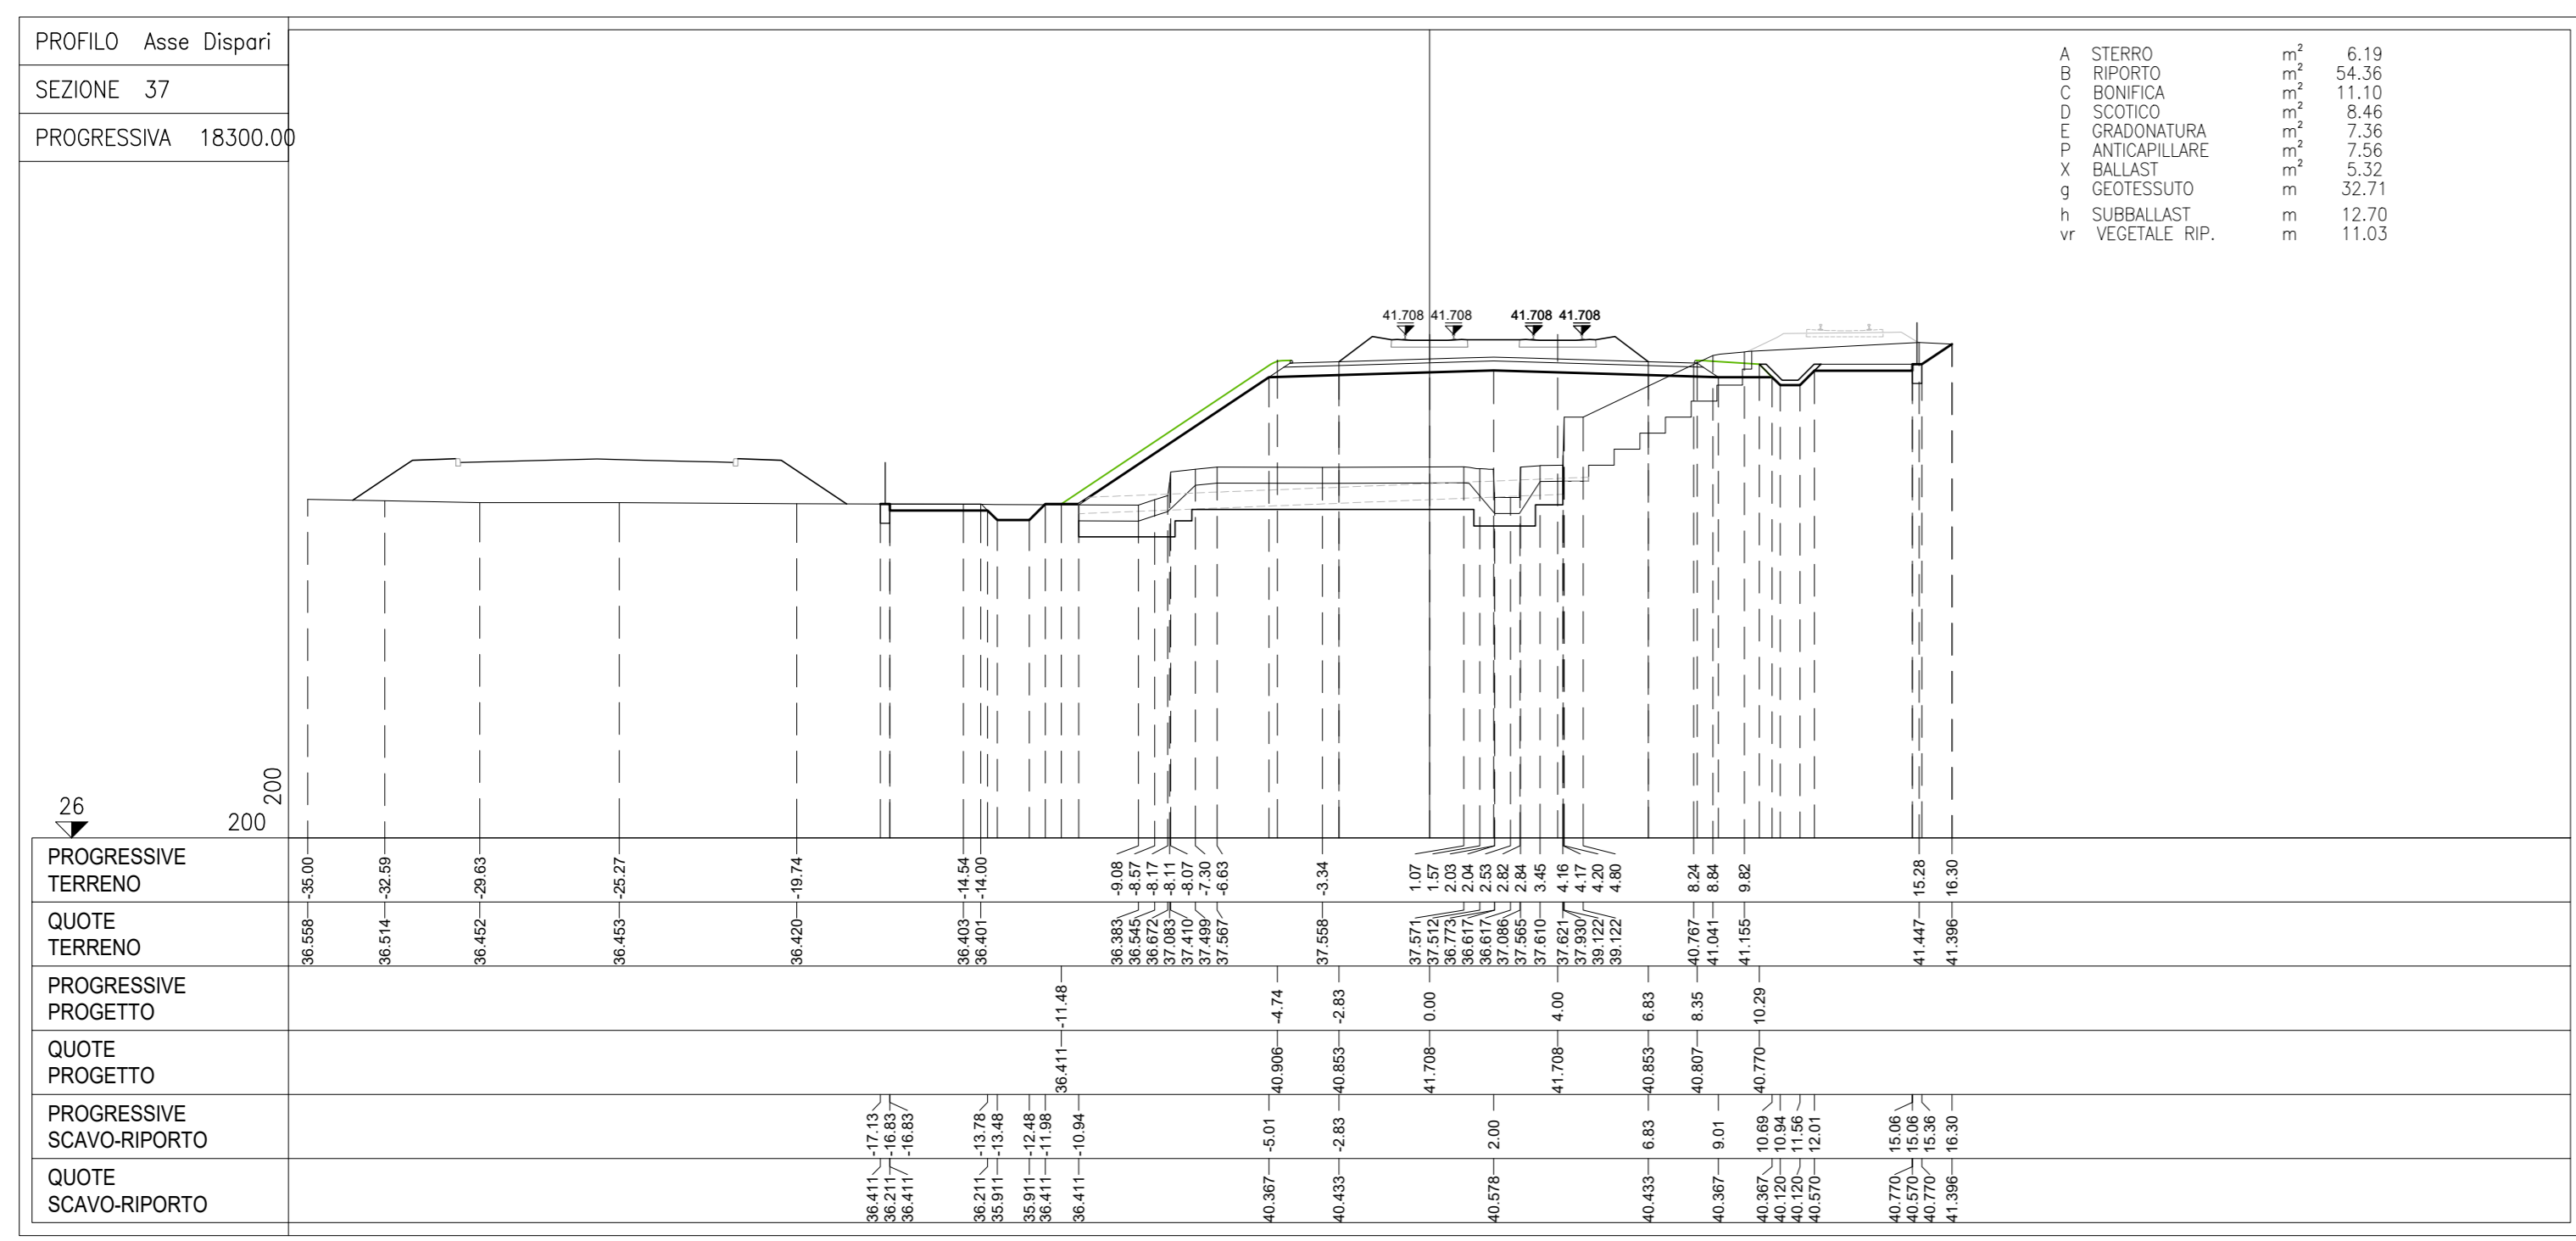 PROFILO Asse Dispari
SEZIONE 37
PROGRESSIVA 18300.00
A STERRO m² 6.19
B RIPORTO m² 54.36
C BONIFICA m² 11.10
D SCOTICO m² 8.46
E GRADONATURA m² 7.36
P ANTICAPILLARE m² 7.56
X BALLAST m² 5.32
g GEOTESSUTO m 32.71
h SUBBALLAST m 12.70
vr VEGETALE RIP. m 11.03
41.708 41.708 41.708 41.708
26
200
200
PROGRESSIVE TERRENO
-35.00 -32.59 -29.63 -25.27 -19.74 -14.54 -14.00 -9.08 -8.57 -8.17 -8.11 -8.07 -7.30 -6.63 -3.34 1.07 1.57 2.03 2.04 2.53 2.82 2.84 3.45 4.16 4.17 4.20 4.80 8.24 8.84 9.82 15.28 16.30
QUOTE TERRENO
36.558 36.514 36.452 36.453 36.420 36.403 36.401 36.383 36.545 36.672 37.083 37.410 37.499 37.567 37.558 37.571 37.512 36.773 36.617 36.617 37.086 37.565 37.610 37.621 37.930 39.122 39.122 40.767 41.041 41.155 41.447 41.396
PROGRESSIVE PROGETTO
-11.48 -4.74 -2.83 0.00 4.00 6.83 8.35 10.29
QUOTE PROGETTO
36.411 40.906 40.853 41.708 41.708 40.853 40.807 40.770
PROGRESSIVE SCAVO-RIPORTO
-17.13 -16.83 -16.83 -13.78 -13.48 -12.48 -11.98 -10.94 -5.01 -2.83 2.00 6.83 9.01 10.69 10.94 11.56 12.01 15.06 15.06 15.36 16.30
QUOTE SCAVO-RIPORTO
36.411 36.211 36.411 36.211 35.911 35.911 36.411 36.411 40.367 40.433 40.578 40.433 40.367 40.367 40.120 40.120 40.570 40.770 40.570 40.770 41.396